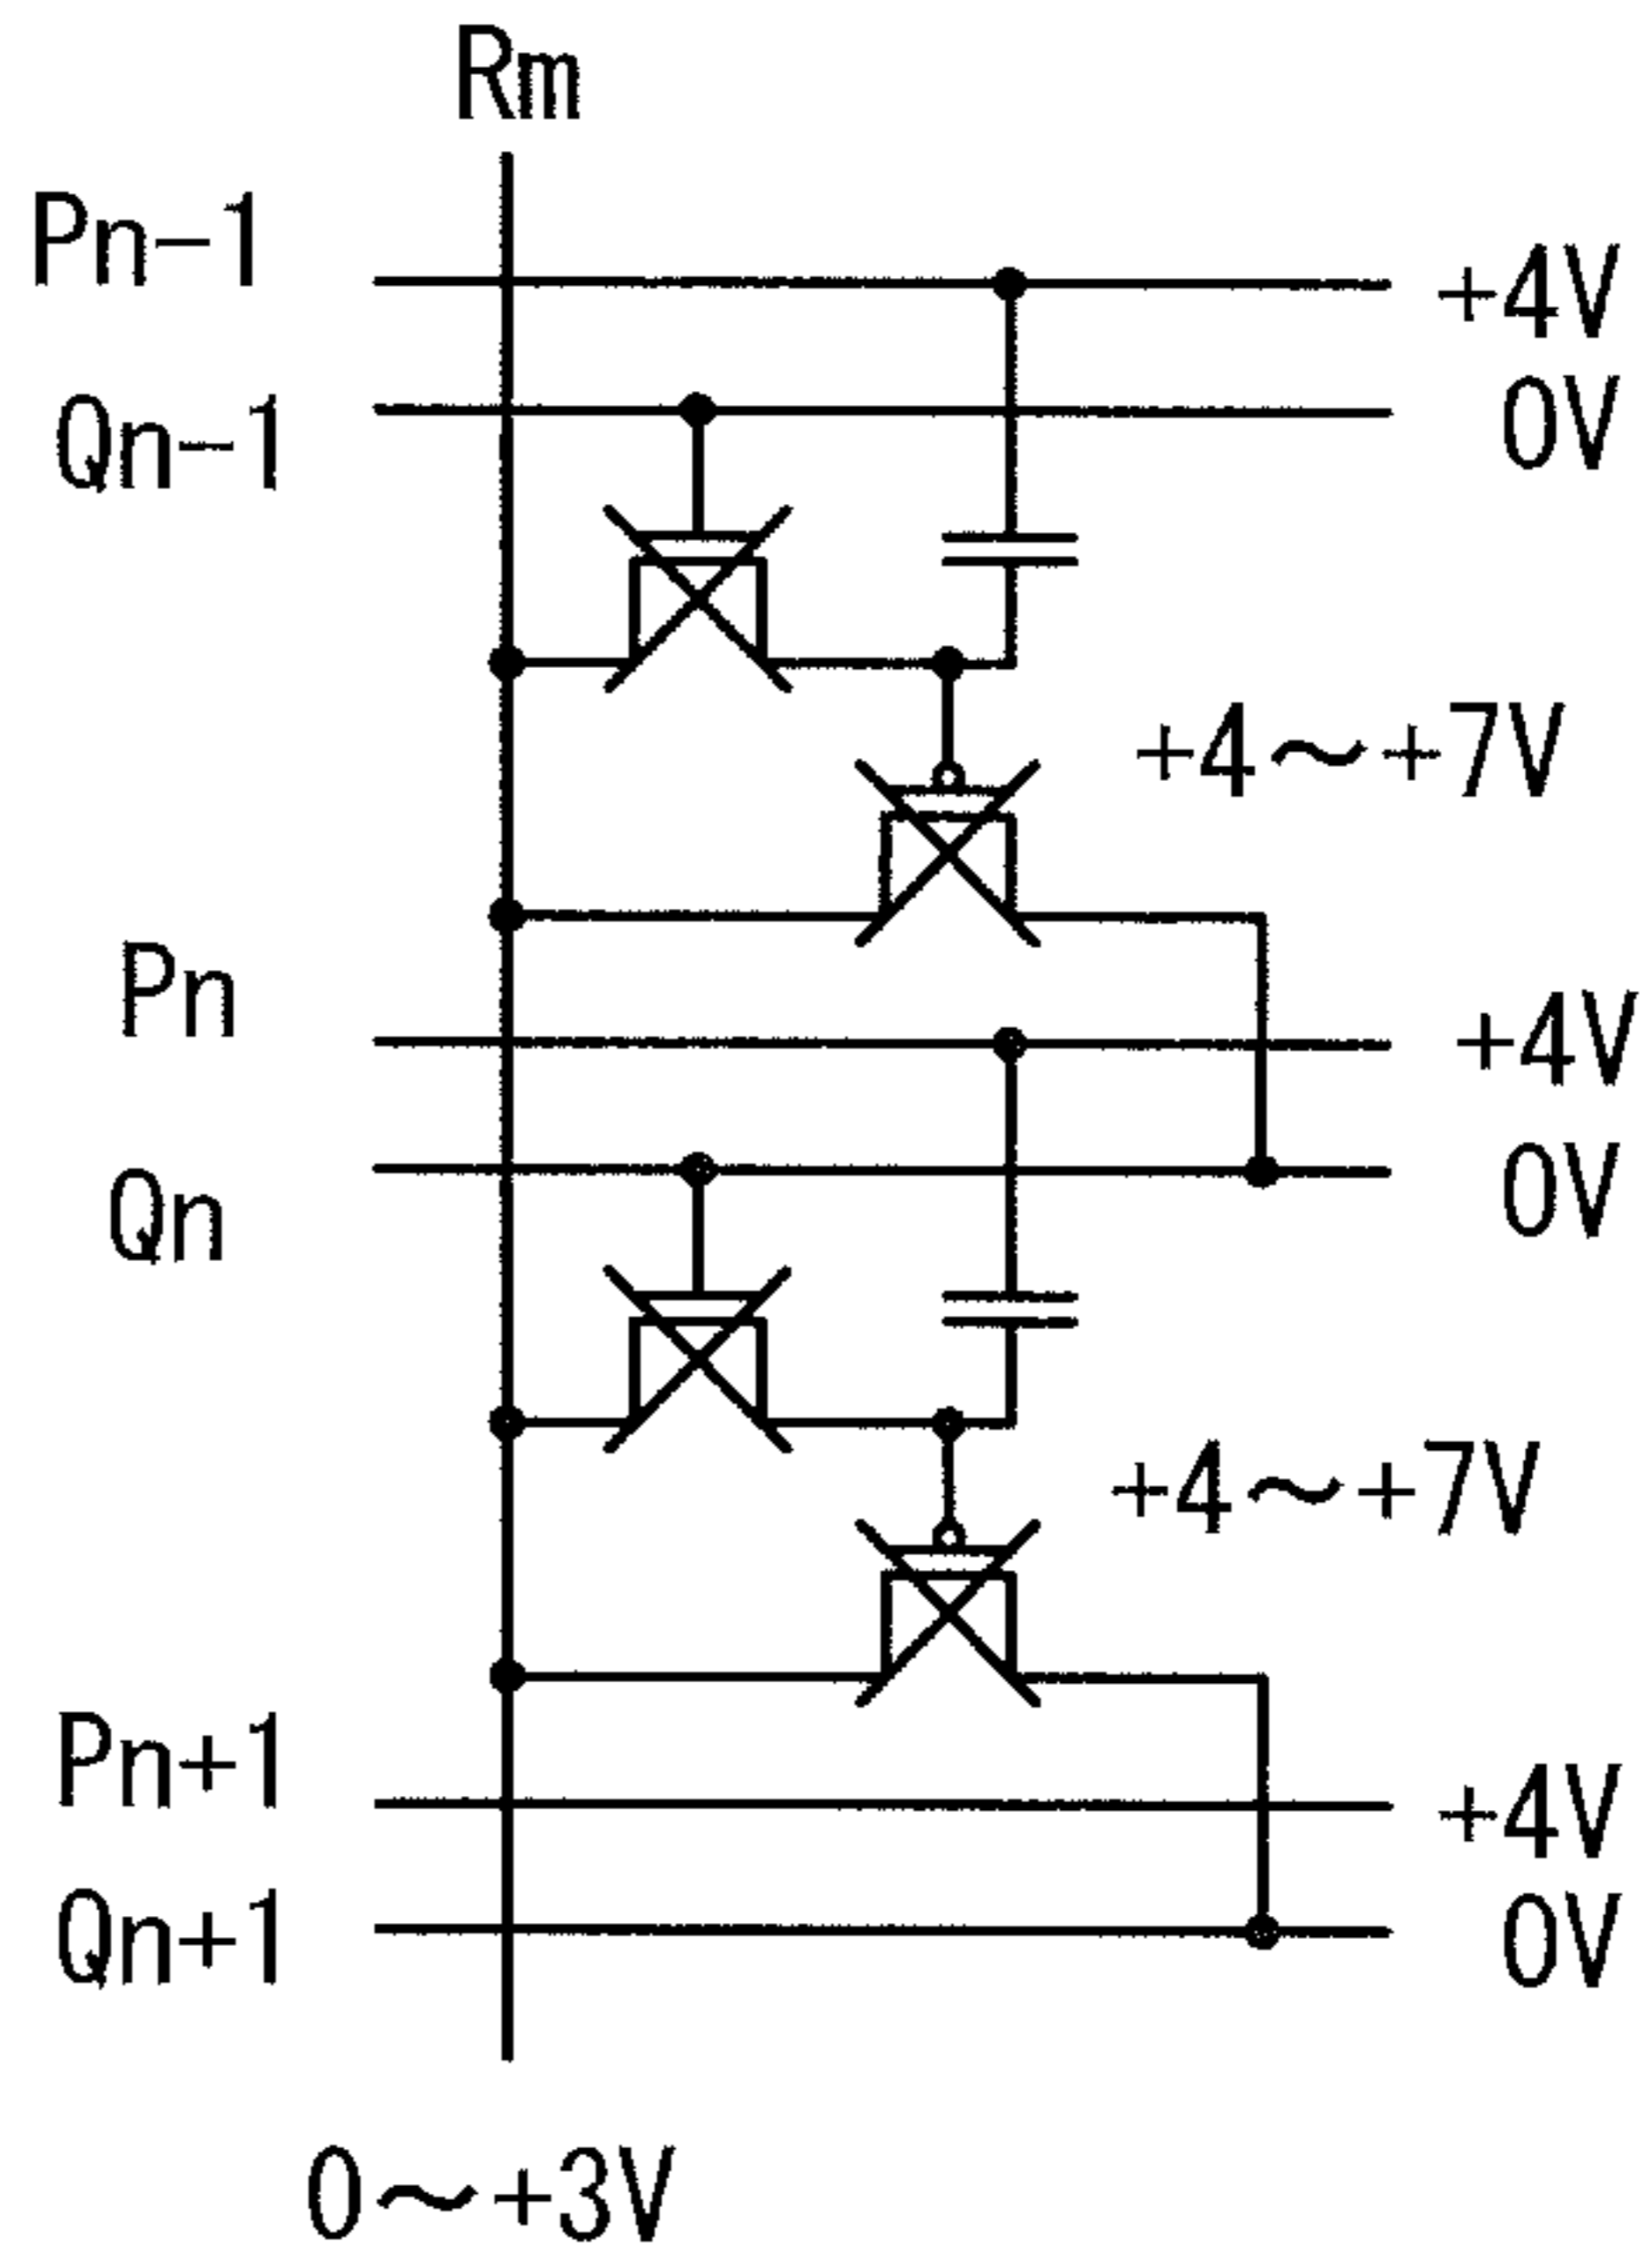 Rm
Pn-1
+4V
Qn-1
0V
+4～+7V
Pn
+4V
Qn
0V
+4～+7V
Pn+1
+4V
Qn+1
0V
0～+3V